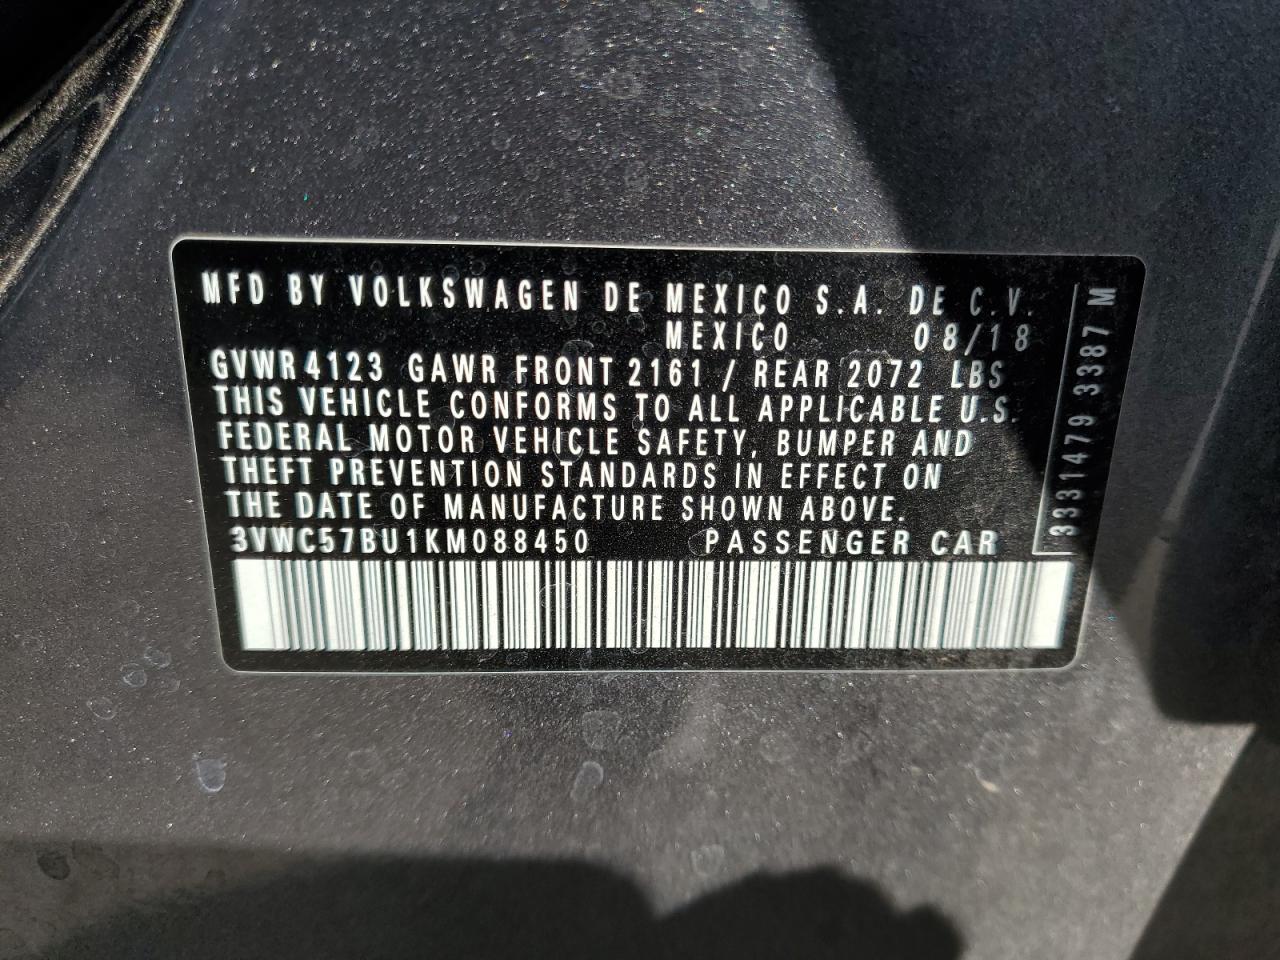 MFD BY VOLKSWAGEN DE MEXICO S.A. DE C.V.
MEXICO 08/18
GVWR 4123 GAWR FRONT 2161 / REAR 2072 LBS
THIS VEHICLE CONFORMS TO ALL APPLICABLE U.S.
FEDERAL MOTOR VEHICLE SAFETY, BUMPER AND
THEFT PREVENTION STANDARDS IN EFFECT ON
THE DATE OF MANUFACTURE SHOWN ABOVE.
3VWC57BU1KM088450 PASSENGER CAR
3331479 3387 M